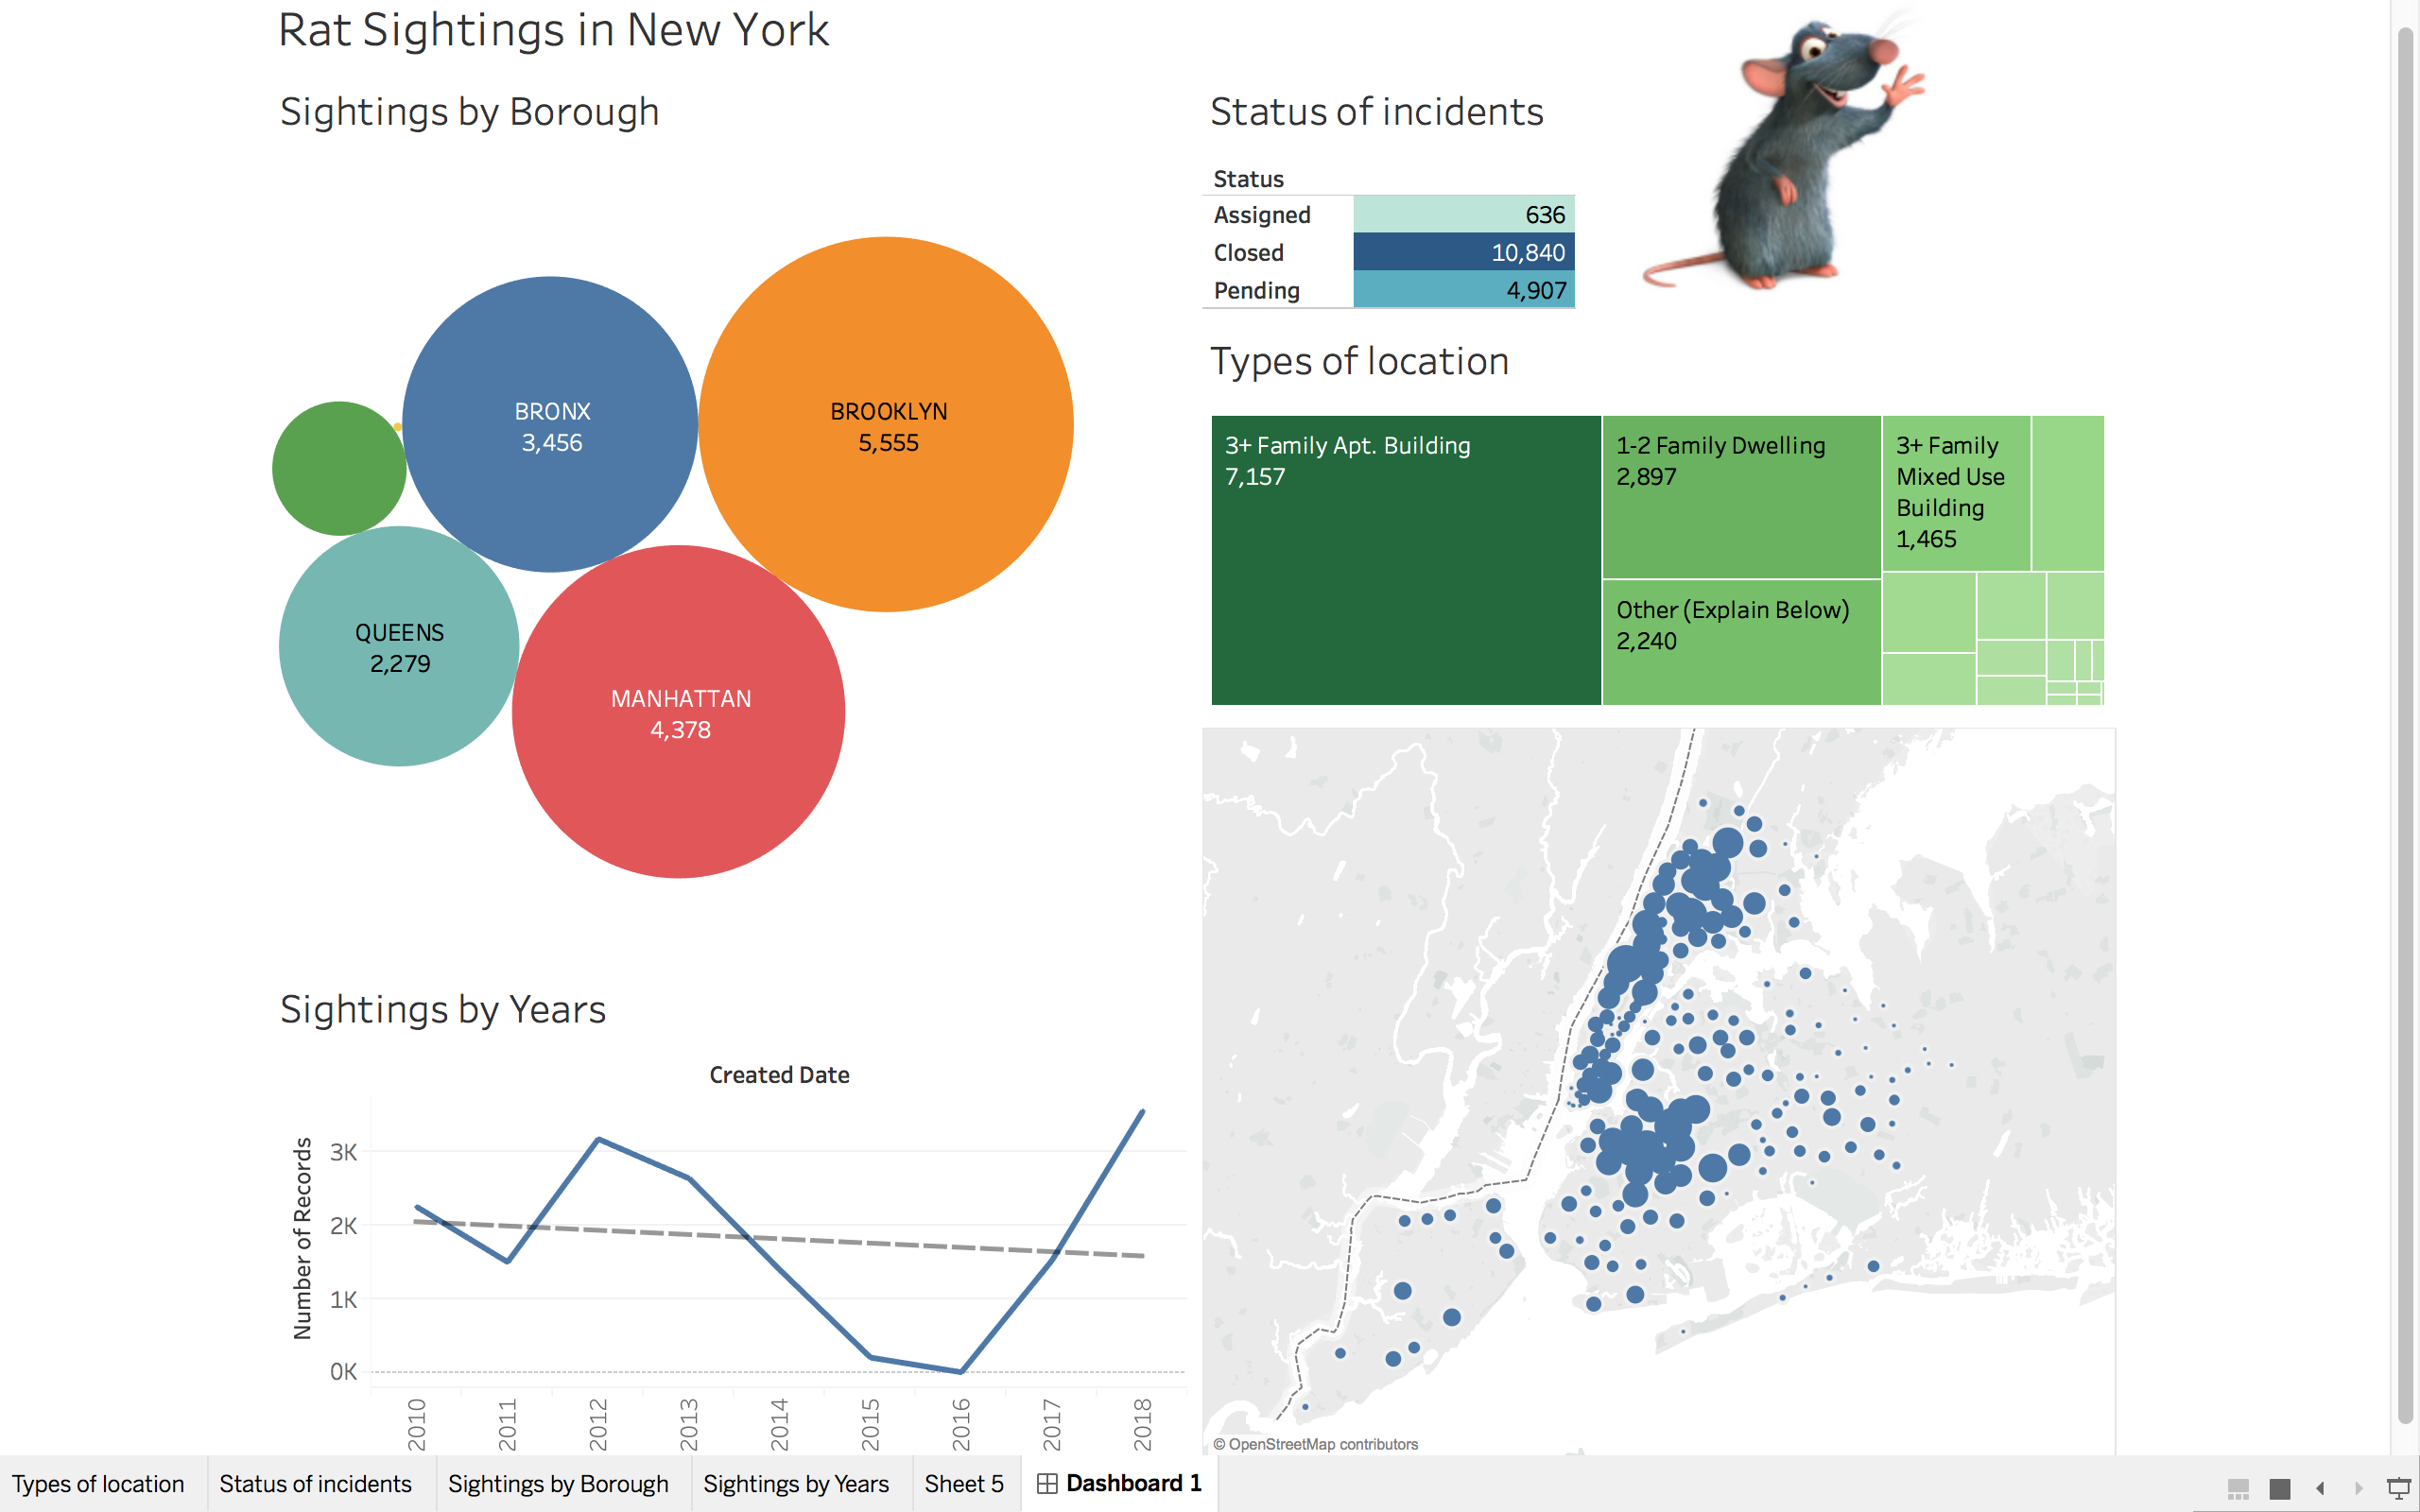 Rat Sightings in New York
Sightings by Borough
BRONX
3,456
BROOKLYN
5,555
QUEENS
2,279
MANHATTAN
4,378
Sightings by Years
Created Date
Number of Records
3K
2K
1K
0K
2010
2011
2012
2013
2014
2015
2016
2017
2018
Status of incidents
Status
Assigned 636
Closed 10,840
Pending 4,907
Types of location
3+ Family Apt. Building
7,157
1-2 Family Dwelling
2,897
Other (Explain Below)
2,240
3+ Family
Mixed Use
Building
1,465
© OpenStreetMap contributors
Types of location Status of incidents Sightings by Borough Sightings by Years Sheet 5 Dashboard 1